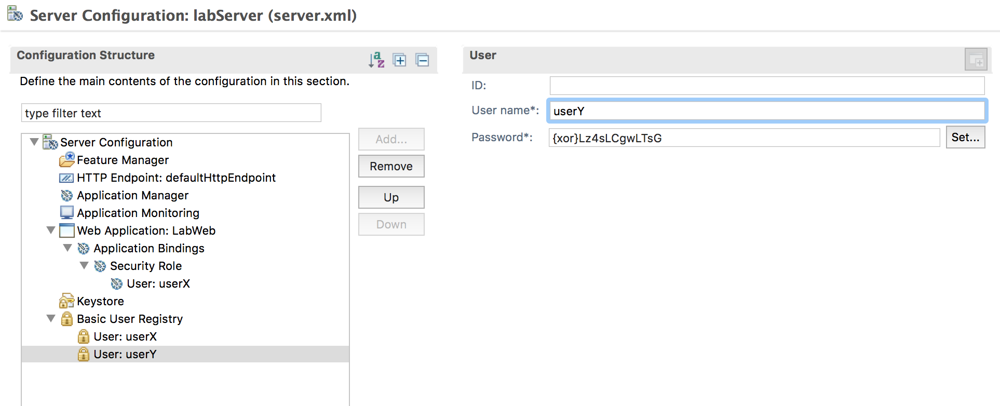 Server Configuration: labServer (server.xml)
Configuration Structure
Define the main contents of the configuration in this section.
type filter text
Server Configuration
Feature Manager
HTTP Endpoint: defaultHttpEndpoint
Application Manager
Application Monitoring
Web Application: LabWeb
Application Bindings
Security Role
User: userX
Keystore
Basic User Registry
User: userX
User: userY
Add...
Remove
Up
Down
User
ID:
User name*: userY
Password*: {xor}Lz4sLCgwLTsG Set...